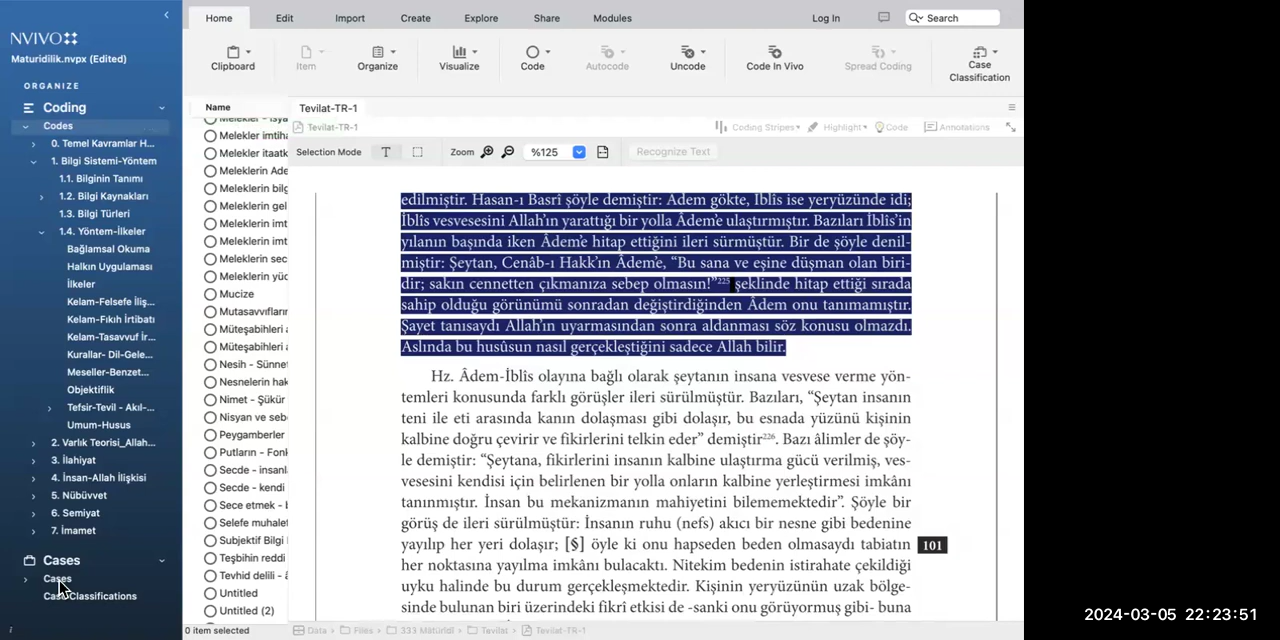 Home Edit Import Create Explore Share Modules Log In Search
NVIVO
Maturidilik.nvpx (Edited)
Clipboard Item Organize Visualize Code Autocode Uncode Code In Vivo Spread Coding Case Classification
ORGANIZE
Coding
Codes
0. Temel Kavramlar H...
1. Bilgi Sistemi-Yöntem
1.1. Bilginin Tanımı
1.2. Bilgi Kaynakları
1.3. Bilgi Türleri
1.4. Yöntem-İlkeler
Bağlamsal Okuma
Halkın Uygulaması
İlkeler
Kelam-Felsefe İliş...
Kelam-Fıkıh İrtibatı
Kelam-Tasavvuf İr...
Kurallar- Dil-Gele...
Meseller-Benzet...
Objektiflik
Tefsir-Tevil - Akıl-...
Umum-Husus
2. Varlık Teorisi_Allah...
3. İlahiyat
4. İnsan-Allah İlişkisi
5. Nübüvvet
6. Semiyat
7. İmamet
Cases
Cases
Case Classifications
Name
Melekler - isya
Melekler imtiha
Melekler itaatk
Meleklerin Ade
Meleklerin bilg
Meleklerin gel
Meleklerin imt
Meleklerin imt
Meleklerin sec
Meleklerin yüc
Mucize
Mutasavvıfların
Müteşabihleri a
Müteşabihleri a
Nesih - Sünnet
Nesnelerin hak
Nimet - Şükür
Nisyan ve sebe
Peygamberler
Putların - Fonk
Secde - insanl
Secde - kendi
Sece etmek - b
Selefe muhalef
Subjektif Bilgi
Teşbihin reddi
Tevhid delili - â
Untitled
Untitled (2)
0 item selected
Tevilat-TR-1
Tevilat-TR-1 Coding Stripes Highlight Code Annotations
Selection Mode T Zoom %125 Recognize Text
edilmiştir. Hasan-ı Basrî şöyle demiştir: Âdem gökte, İblîs ise yeryüzünde idi;
İblîs vesvesesini Allah’ın yarattığı bir yolla Âdem’e ulaştırmıştır. Bazıları İblîs’in
yılanın başında iken Âdem’e hitap ettiğini ileri sürmüştür. Bir de şöyle denil-
miştir: Şeytan, Cenâb-ı Hakk’ın Âdem’e, “Bu sana ve eşine düşman olan biri-
dir; sakın cennetten çıkmanıza sebep olmasın!”225 şeklinde hitap ettiği sırada
sahip olduğu görünümü sonradan değiştirdiğinden Âdem onu tanımamıştır.
Şayet tanısaydı Allah’ın uyarmasından sonra aldanması söz konusu olmazdı.
Aslında bu husûsun nasıl gerçekleştiğini sadece Allah bilir.
Hz. Âdem-İblîs olayına bağlı olarak şeytanın insana vesvese verme yön-
temleri konusunda farklı görüşler ileri sürülmüştür. Bazıları, “Şeytan insanın
teni ile eti arasında kanın dolaşması gibi dolaşır, bu esnada yüzünü kişinin
kalbine doğru çevirir ve fikirlerini telkin eder” demiştir226. Bazı âlimler de şöy-
le demiştir: “Şeytana, fikirlerini insanın kalbine ulaştırma gücü verilmiş, ves-
vesesini kendisi için belirlenen bir yolla onların kalbine yerleştirmesi imkânı
tanınmıştır. İnsan bu mekanizmanın mahiyetini bilememektedir”. Şöyle bir
görüş de ileri sürülmüştür: İnsanın ruhu (nefs) akıcı bir nesne gibi bedenine
yayılıp her yeri dolaşır; [§] öyle ki onu hapseden beden olmasaydı tabiatın 101
her noktasına yayılma imkânı bulacaktı. Nitekim bedenin istirahate çekildiği
uyku halinde bu durum gerçekleşmektedir. Kişinin yeryüzünün uzak bölge-
sinde bulunan biri üzerindeki fikrî etkisi de -sanki onu görüyormuş gibi- buna
Data Files 333 Mâtürîdî Tevilat Tevilat-TR-1
2024-03-05 22:23:51